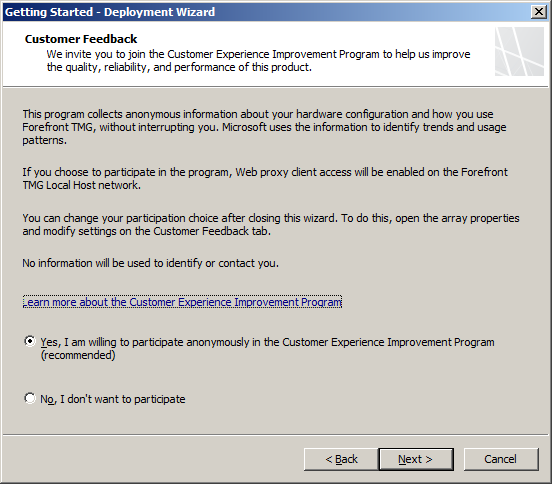 Getting Started - Deployment Wizard
Customer Feedback
We invite you to join the Customer Experience Improvement Program to help us improve
the quality, reliability, and performance of this product.
This program collects anonymous information about your hardware configuration and how you use
Forefront TMG, without interrupting you. Microsoft uses the information to identify trends and usage
patterns.
If you choose to participate in the program, Web proxy client access will be enabled on the Forefront
TMG Local Host network.
You can change your participation choice after closing this wizard. To do this, open the array properties
and modify settings on the Customer Feedback tab.
No information will be used to identify or contact you.
Learn more about the Customer Experience Improvement Program
Yes, I am willing to participate anonymously in the Customer Experience Improvement Program
(recommended)
No, I don't want to participate
< Back Next > Cancel